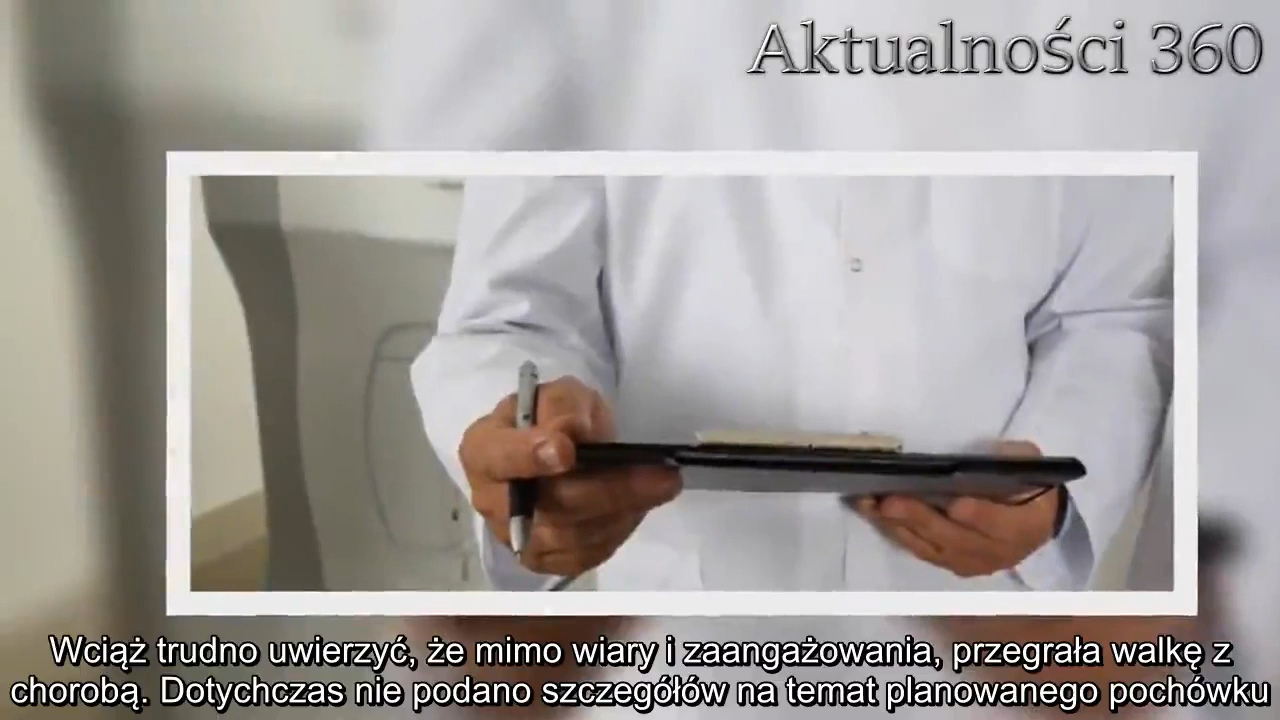 Aktualności 360
Wciąż trudno uwierzyć, że mimo wiary i zaangażowania, przegrała walkę z
chorobą. Dotychczas nie podano szczegółów na temat planowanego pochówku